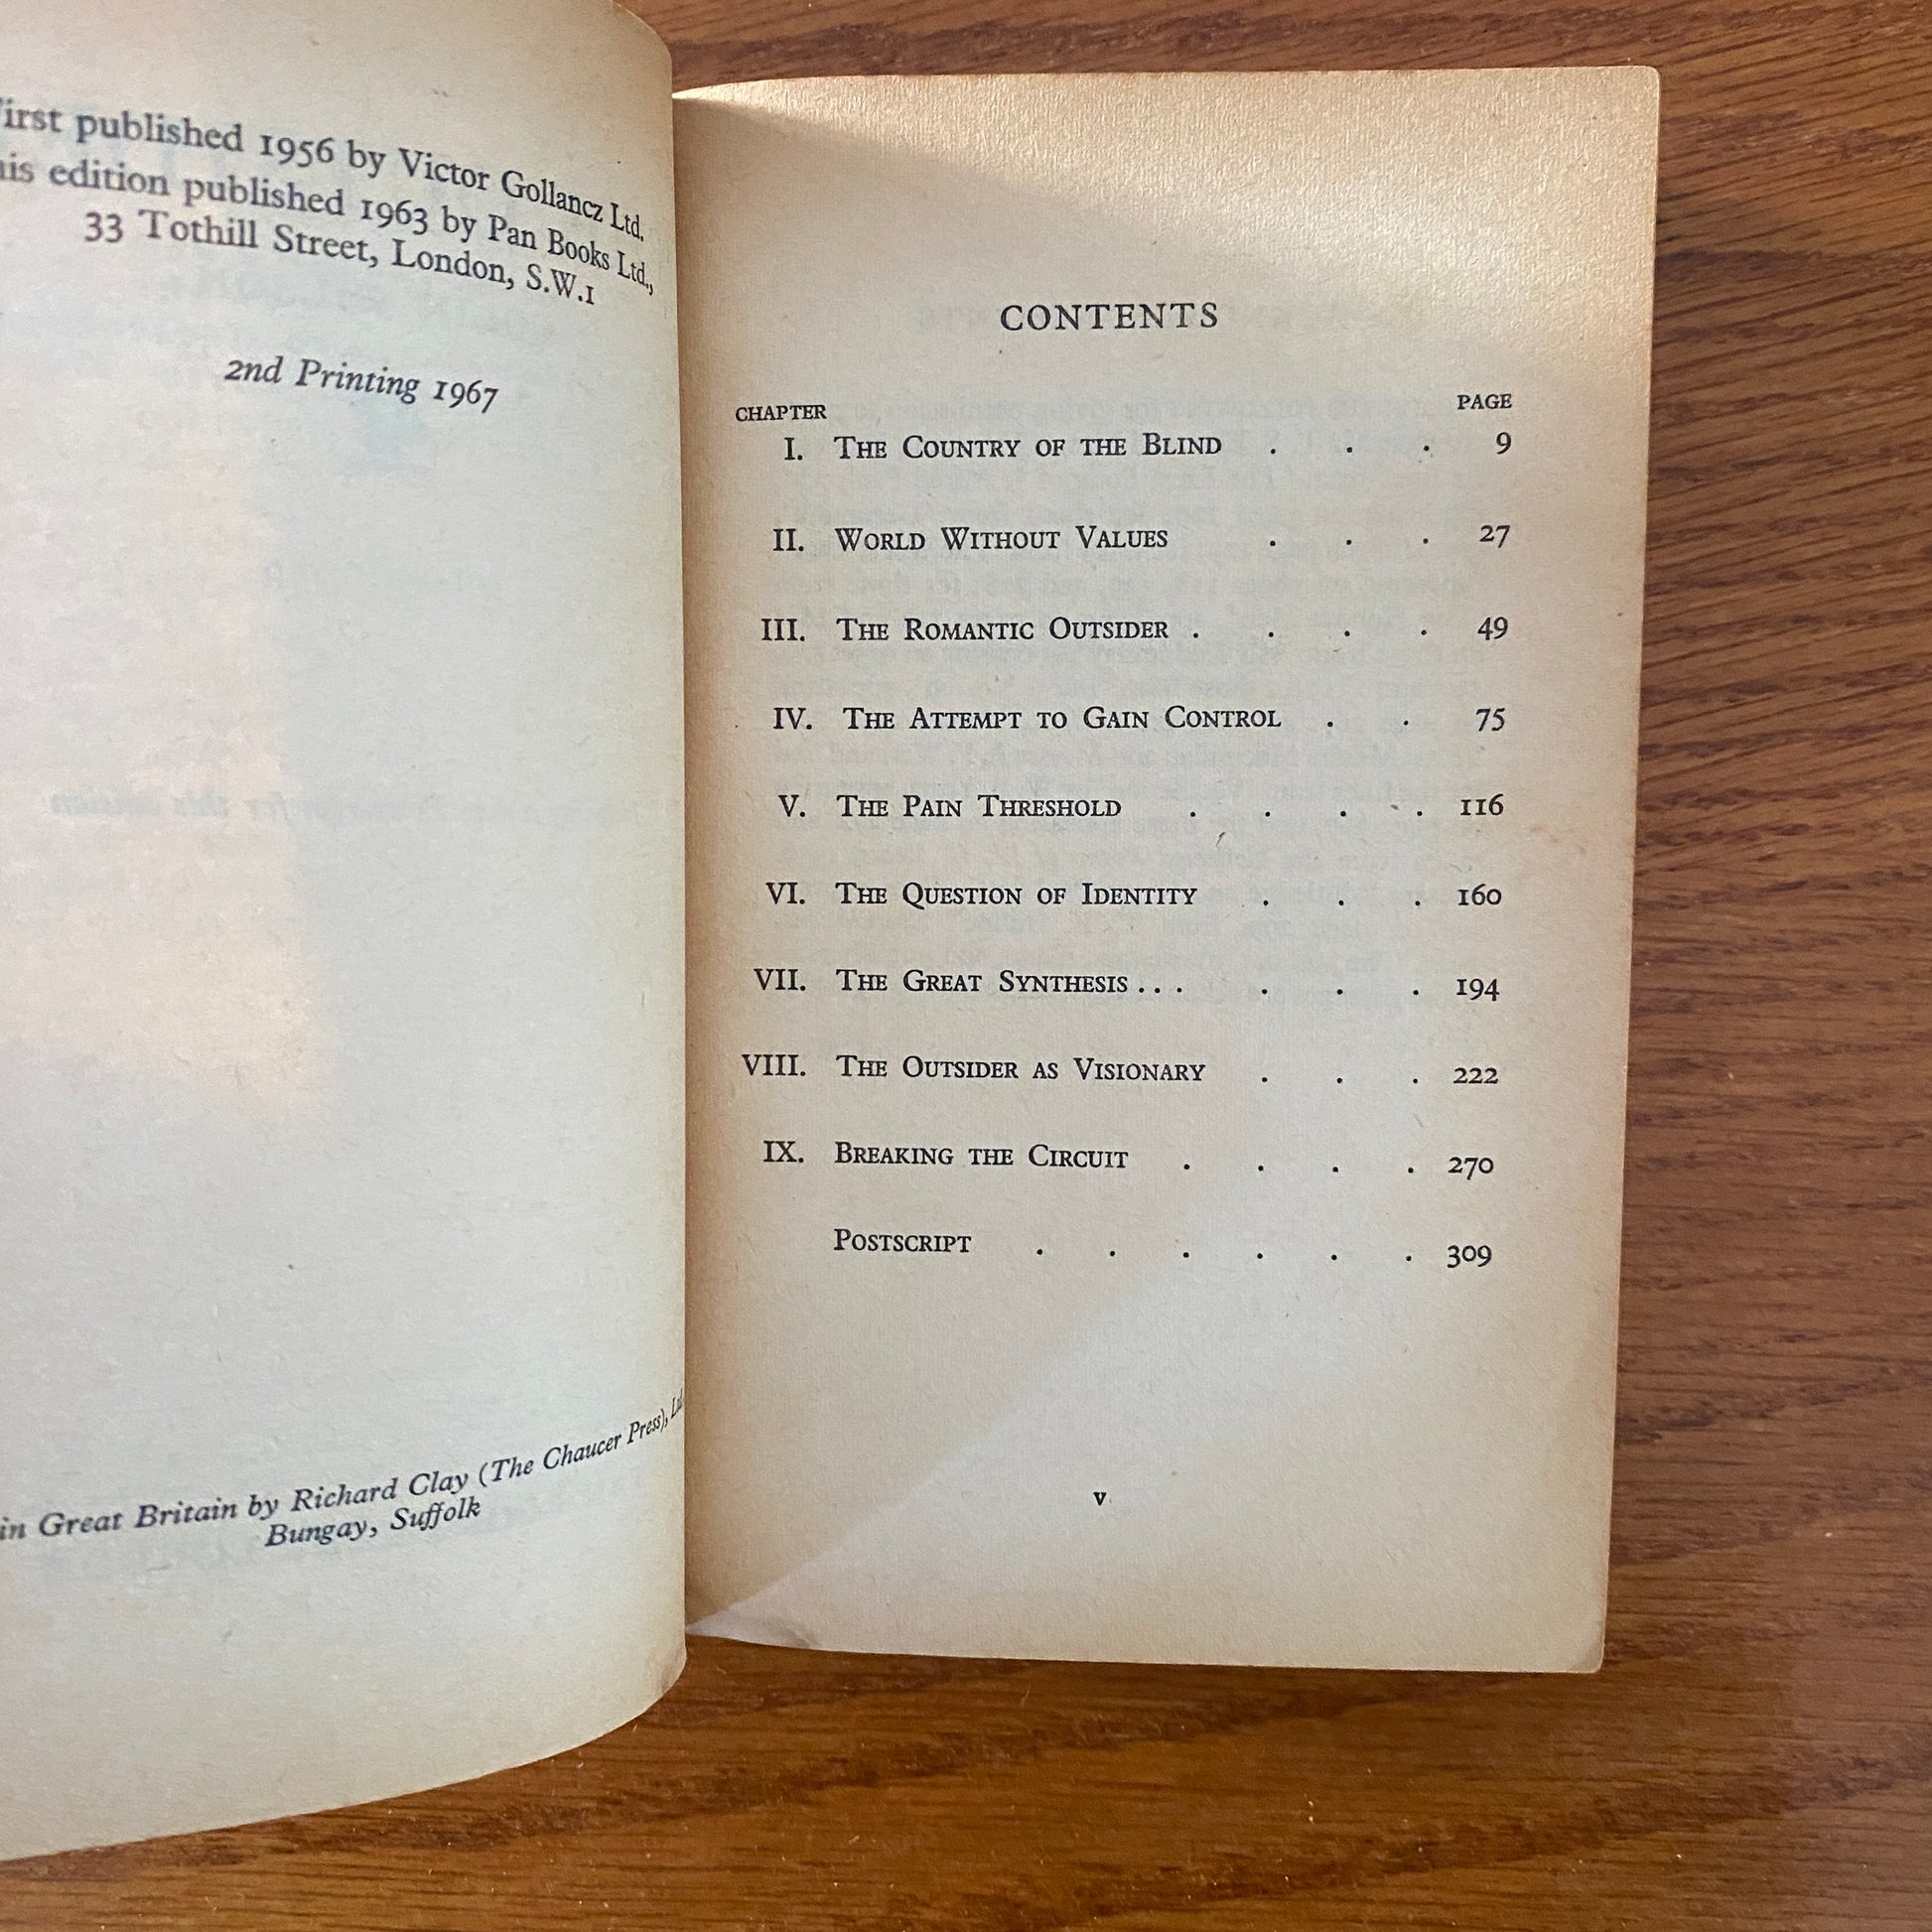 First published 1956 by Victor Gollancz Ltd.
his edition published 1963 by Pan Books Ltd.,
33 Tothill Street, London, S.W.1
2nd Printing 1967
in Great Britain by Richard Clay (The Chaucer Press), Ltd.
Bungay, Suffolk
CONTENTS
CHAPTER PAGE
I. The Country of the Blind . . . 9
II. World Without Values . . . 27
III. The Romantic Outsider . . . . 49
IV. The Attempt to Gain Control . . 75
V. The Pain Threshold . . . . 116
VI. The Question of Identity . . . 160
VII. The Great Synthesis . . . . . . 194
VIII. The Outsider as Visionary . . . 222
IX. Breaking the Circuit . . . . 270
Postscript . . . . . . 309
v